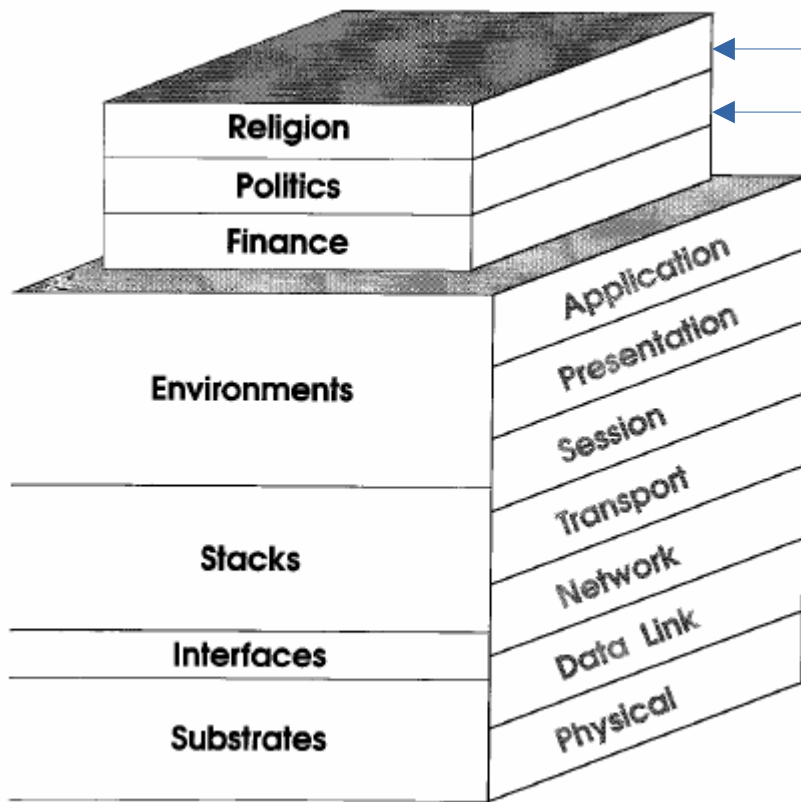 Religion
Politics
Finance
Environments
Stacks
Interfaces
Substrates
Application
Presentation
Session
Transport
Network
Data Link
Physical